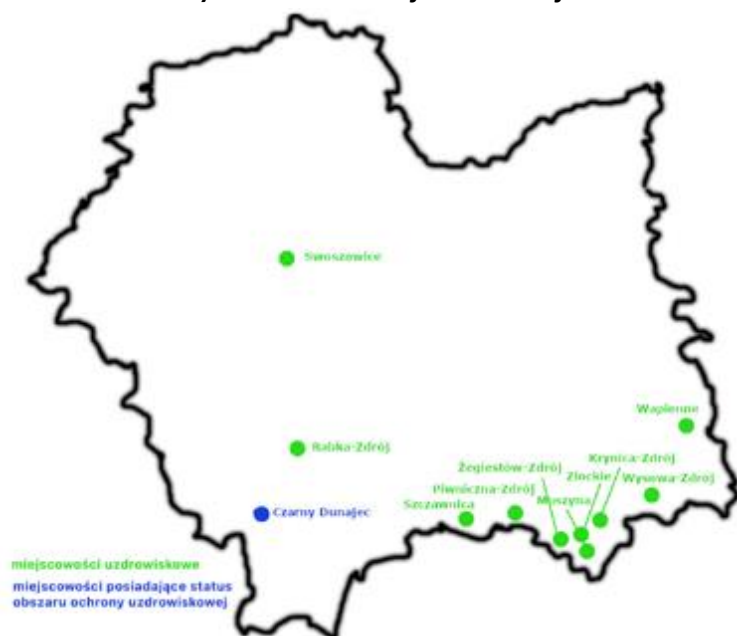 Swoszowice
Wapienne
Rabka-Zdrój
Krynica-Zdrój
Żegiestów-Zdrój
Złockie
Wysowa-Zdrój
Piwniczna-Zdrój
Muszyna
Szczawnica
Czarny Dunajec
miejscowości uzdrowiskowe
miejscowości posiadające status
obszaru ochrony uzdrowiskowej